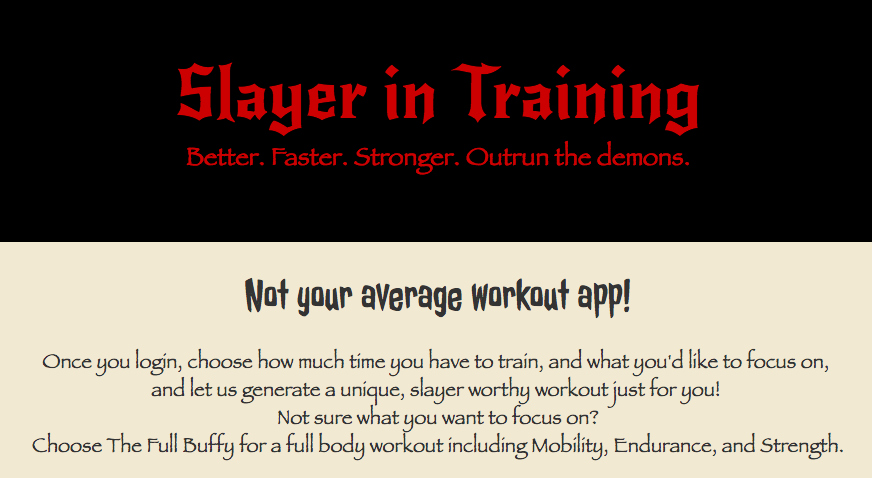 Slayer in Training
Better. Faster. Stronger. Outrun the demons.
Not your average workout app!
Once you login, choose how much time you have to train, and what you'd like to focus on,
and let us generate a unique, slayer worthy workout just for you!
Not sure what you want to focus on?
Choose The Full Buffy for a full body workout including Mobility, Endurance, and Strength.